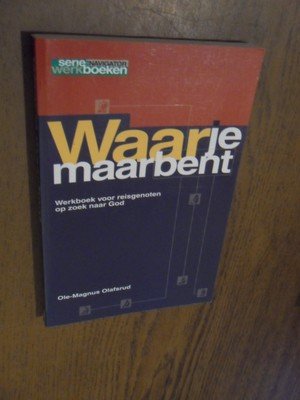 serie NAVIGATOR
werkboeken
Waar je
maar bent
Werkboek voor reisgenoten
op zoek naar God
Ole-Magnus Olafsrud